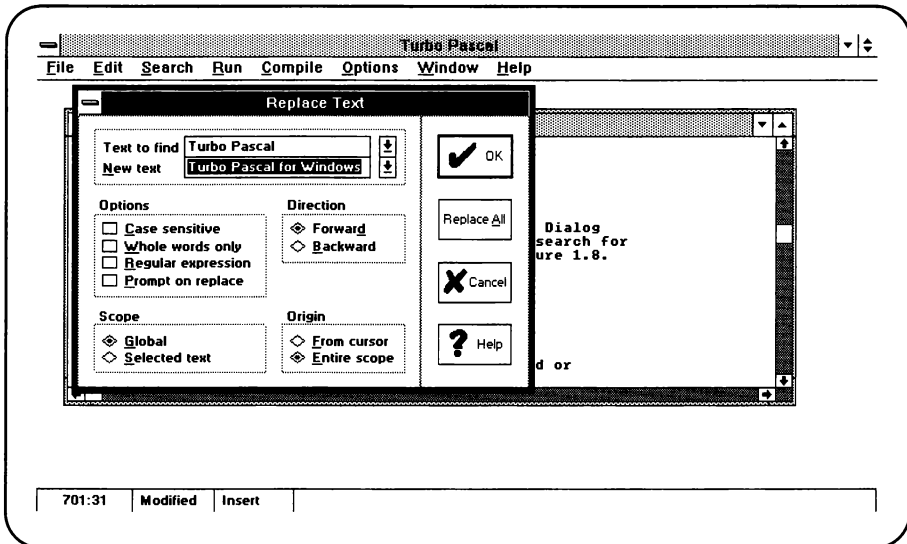 Turbo Pascal
File Edit Search Run Compile Options Window Help
Replace Text
Text to find Turbo Pascal
New text Turbo Pascal for Windows
OK
Options
Case sensitive
Whole words only
Regular expression
Prompt on replace
Direction
Forward
Backward
Replace All
Cancel
Scope
Global
Selected text
Origin
From cursor
Entire scope
Help
Dialog
search for
ure 1.8.
d or
701:31 Modified Insert